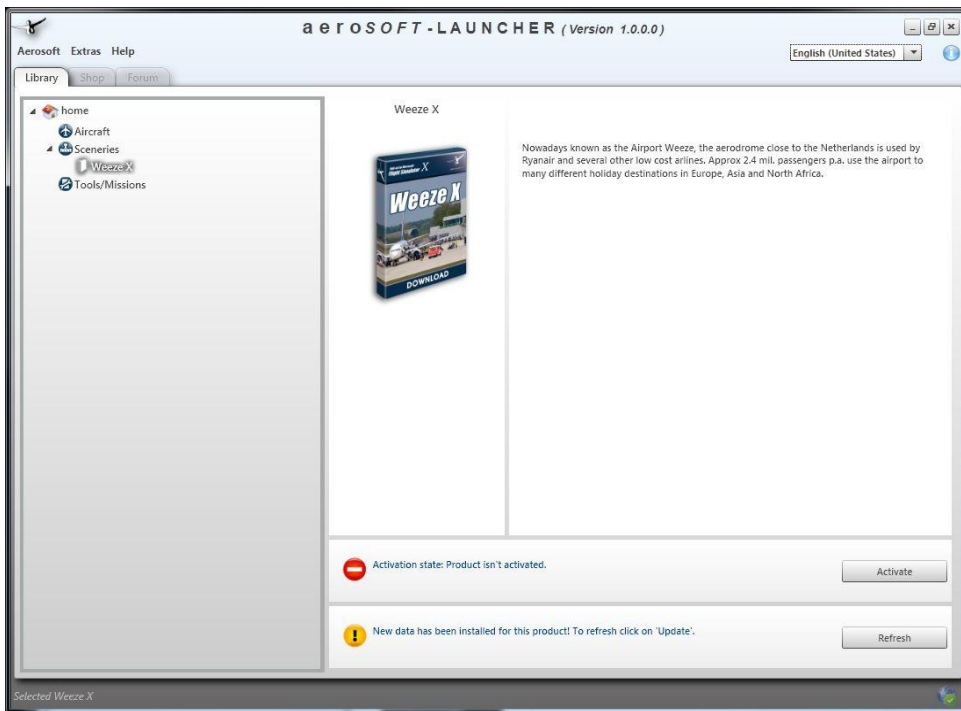 aeroSOFT-LAUNCHER (Version 1.0.0.0)
Aerosoft Extras Help
English (United States)
Library Shop Forum
home
Aircraft
Sceneries
Weeze X
Tools/Missions
Weeze X
Flight Simulator X
Weeze X
DOWNLOAD
Nowadays known as the Airport Weeze, the aerodrome close to the Netherlands is used by
Ryanair and several other low cost arlines. Approx 2.4 mil. passengers p.a. use the airport to
many different holiday destinations in Europe, Asia and North Africa.
Activation state: Product isn't activated.
Activate
New data has been installed for this product! To refresh click on 'Update'.
Refresh
Selected Weeze X